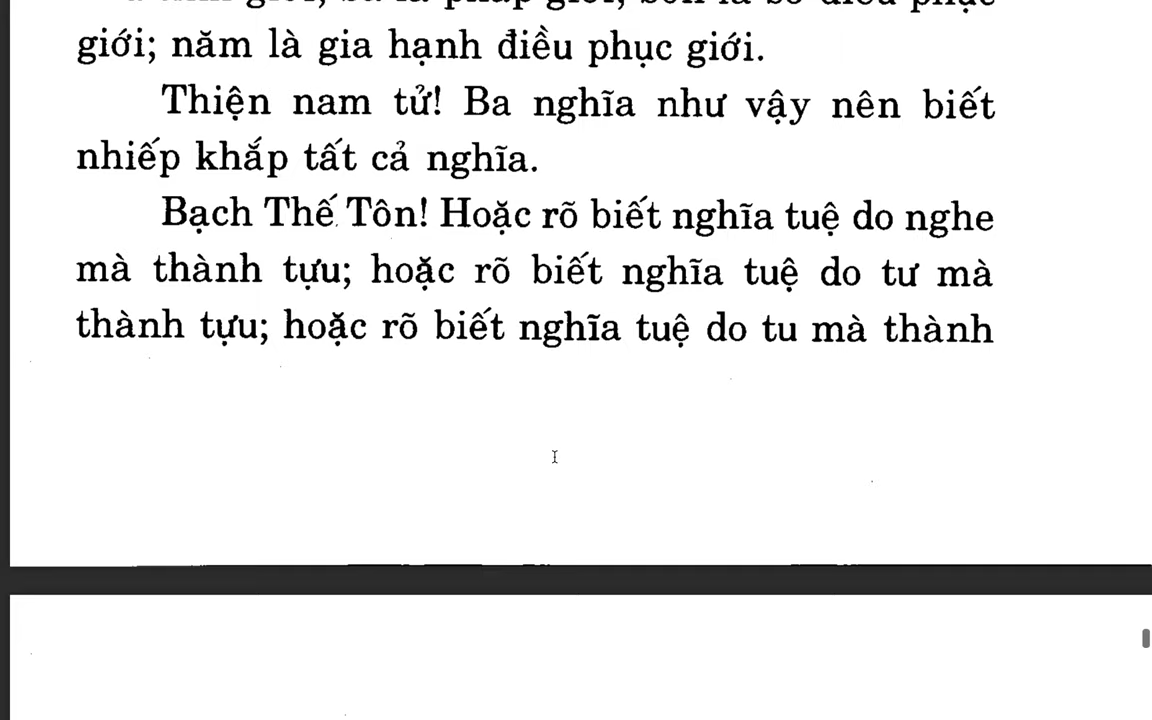 giới; năm là gia hạnh điều phục giới.
Thiện nam tử! Ba nghĩa như vậy nên biết
nhiếp khắp tất cả nghĩa.
Bạch Thế Tôn! Hoặc rõ biết nghĩa tuệ do nghe
mà thành tựu; hoặc rõ biết nghĩa tuệ do tư mà
thành tựu; hoặc rõ biết nghĩa tuệ do tu mà thành